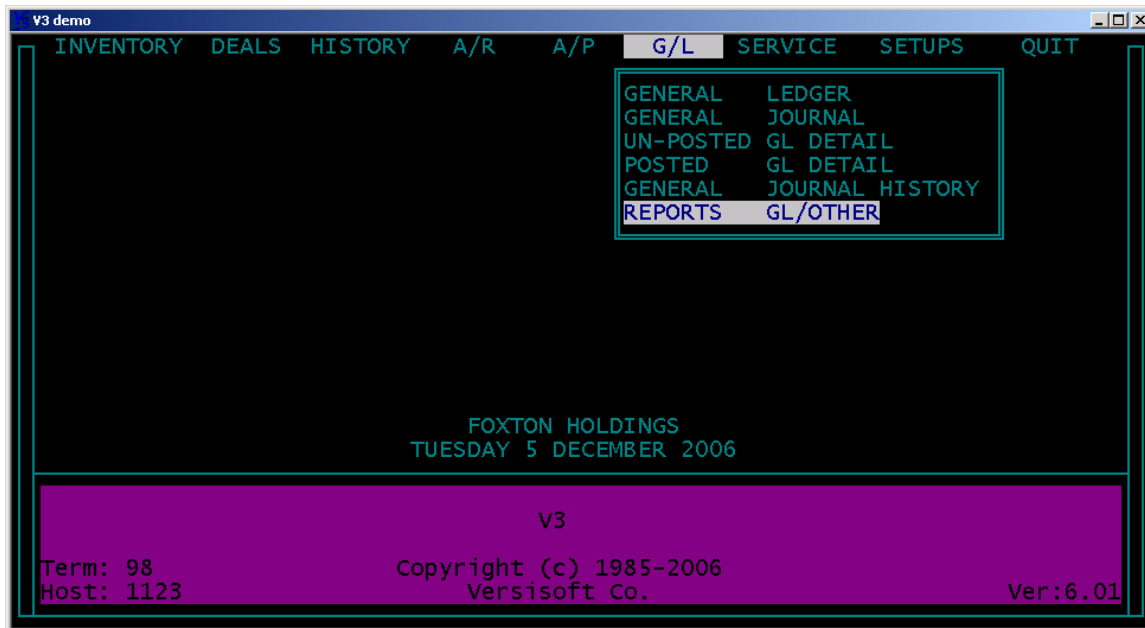 V3 demo
INVENTORY DEALS HISTORY A/R A/P G/L SERVICE SETUPS QUIT
GENERAL LEDGER
GENERAL JOURNAL
UN-POSTED GL DETAIL
POSTED GL DETAIL
GENERAL JOURNAL HISTORY
REPORTS GL/OTHER
FOXTON HOLDINGS
TUESDAY 5 DECEMBER 2006
V3
Term: 98 Copyright (c) 1985-2006
Host: 1123 Versisoft Co. Ver:6.01